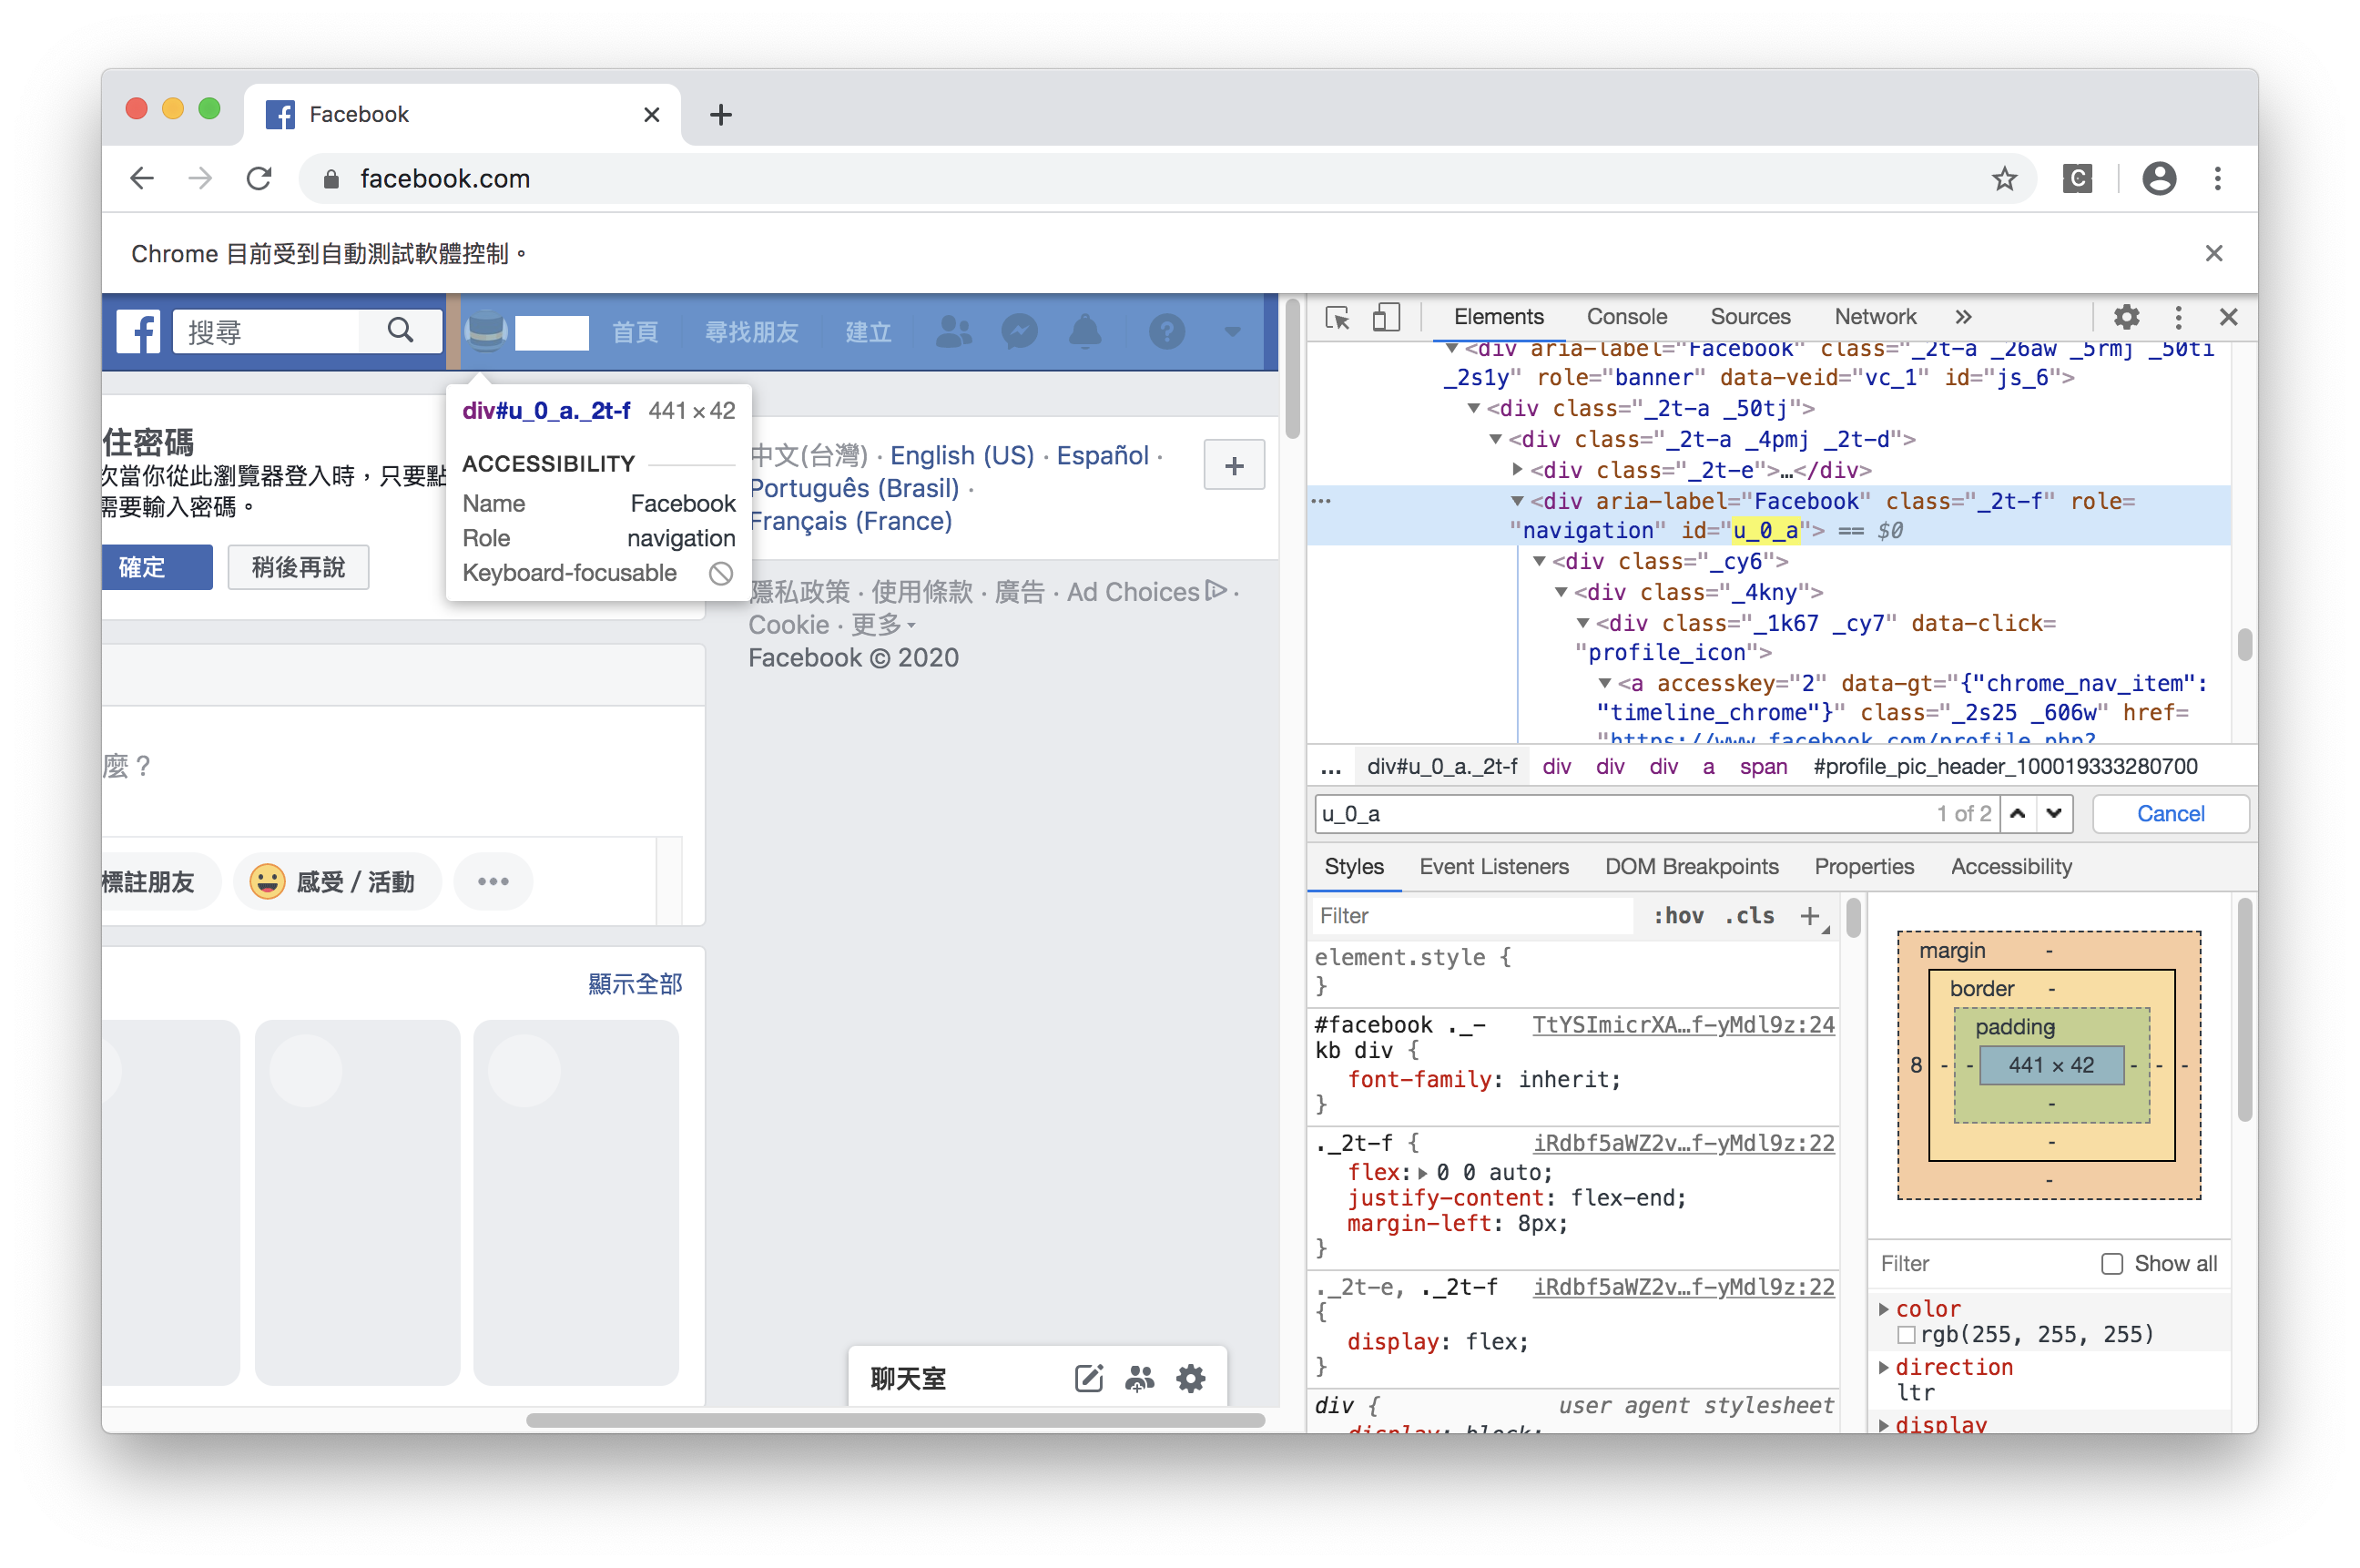 Facebook
facebook.com
Chrome 目前受到自動測試軟體控制。
搜尋
首頁
尋找朋友
建立
div#u_0_a._2t-f 441 × 42
ACCESSIBILITY
Name Facebook
Role navigation
Keyboard-focusable
住密碼
次當你從此瀏覽器登入時，只要點
需要輸入密碼。
確定
稍後再說
中文(台灣) · English (US) · Español ·
Português (Brasil) ·
Français (France)
隱私政策 · 使用條款 · 廣告 · Ad Choices ·
Cookie · 更多
Facebook © 2020
麼？
標註朋友
感受 / 活動
顯示全部
聊天室
Elements Console Sources Network »
<div aria-label="Facebook" class="_2t-a _26aw _5rmj _50ti
_2s1y" role="banner" data-veid="vc_1" id="js_6">
<div class="_2t-a _50tj">
<div class="_2t-a _4pmj _2t-d">
<div class="_2t-e">…</div>
<div aria-label="Facebook" class="_2t-f" role=
"navigation" id="u_0_a"> == $0
<div class="_cy6">
<div class="_4kny">
<div class="_1k67 _cy7" data-click=
"profile_icon">
<a accesskey="2" data-gt="{"chrome_nav_item":
"timeline_chrome"}" class="_2s25 _606w" href=
"https://www.facebook.com/profile.php?
... div#u_0_a._2t-f div div div a span #profile_pic_header_100019333280700
u_0_a 1 of 2 Cancel
Styles Event Listeners DOM Breakpoints Properties Accessibility
Filter :hov .cls +
element.style {
}
#facebook ._- TtYSImicrXA…f-yMdl9z:24
kb div {
font-family: inherit;
}
._2t-f { iRdbf5aWZ2v…f-yMdl9z:22
flex: 0 0 auto;
justify-content: flex-end;
margin-left: 8px;
}
._2t-e, ._2t-f iRdbf5aWZ2v…f-yMdl9z:22
{
display: flex;
}
div { user agent stylesheet
display: block;
margin -
border -
padding -
8 - - 441 × 42 - - -
-
-
-
Filter Show all
color
rgb(255, 255, 255)
direction
ltr
display